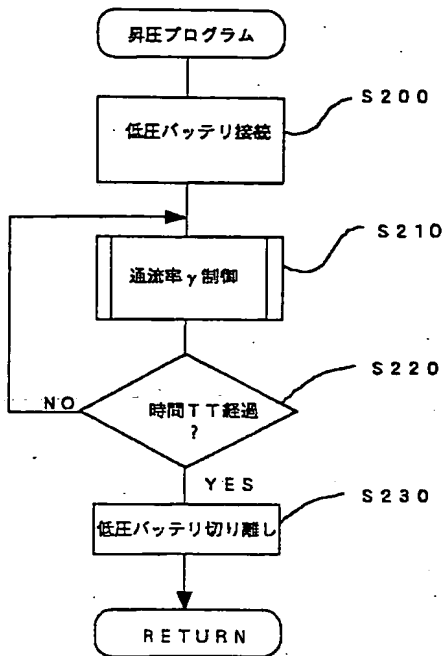 昇圧プログラム
S200
低圧バッテリ接続
S210
通流率γ制御
S220
時間TT経過
?
NO
YES
S230
低圧バッテリ切り離し
RETURN